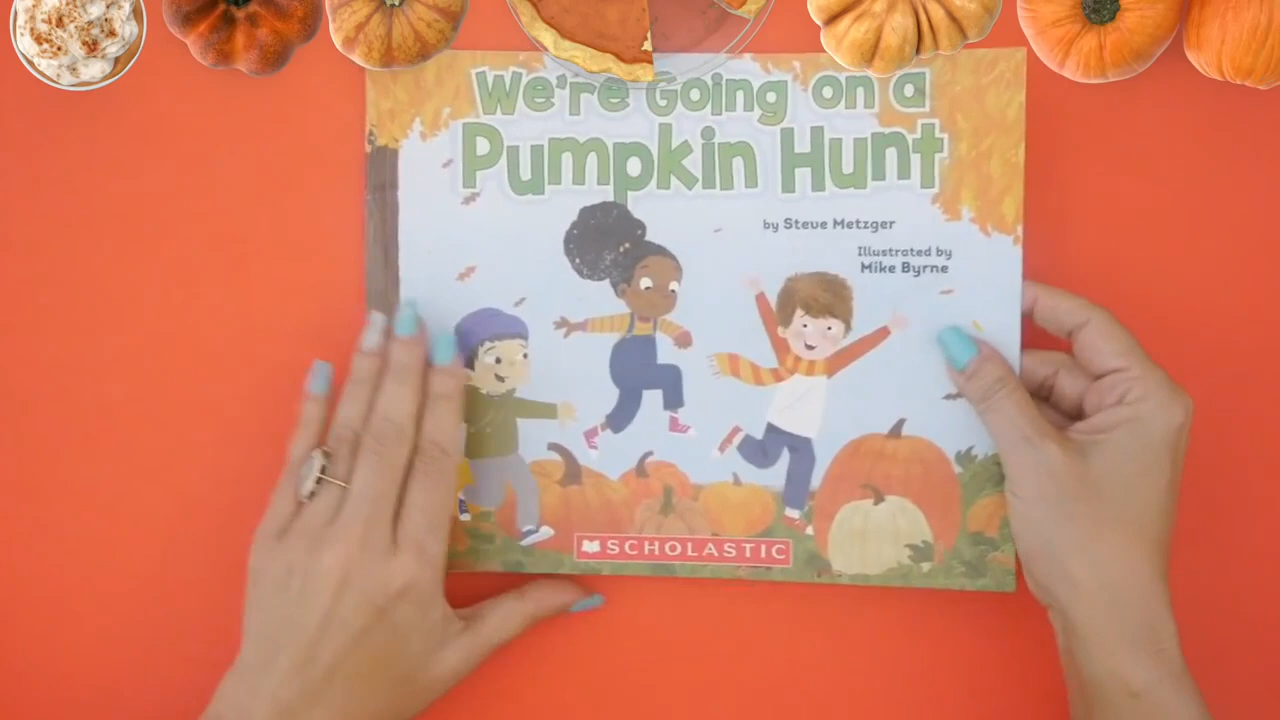 We're Going on a
Pumpkin Hunt
by Steve Metzger
Illustrated by
Mike Byrne
SCHOLASTIC